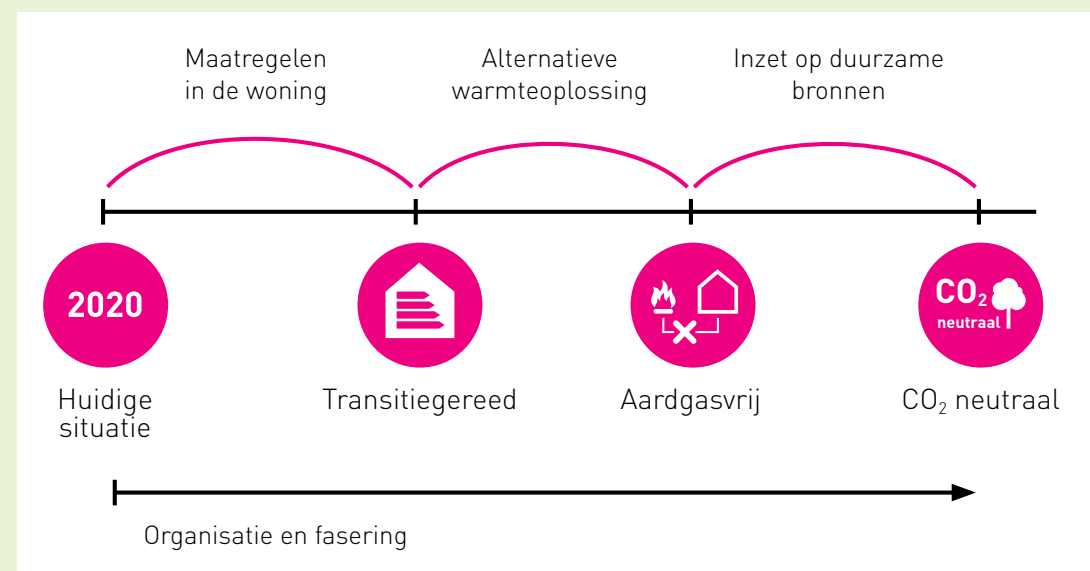 Maatregelen
in de woning
Alternatieve
warmteoplossing
Inzet op duurzame
bronnen
2020
CO₂
neutraal
Huidige
situatie
Transitiegereed
Aardgasvrij
CO₂ neutraal
Organisatie en fasering